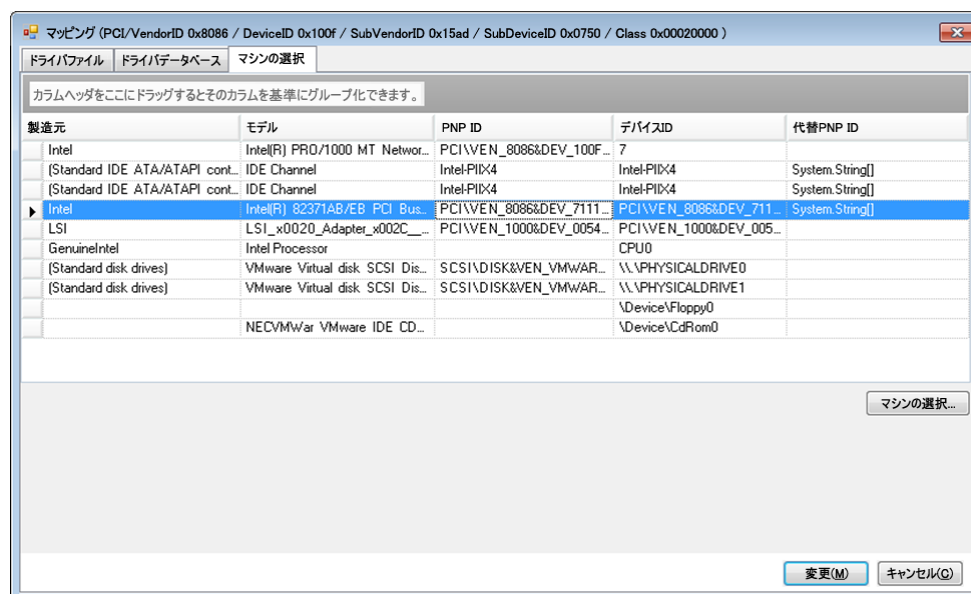 マッピング (PCI/VendorID 0x8086 / DeviceID 0x100f / SubVendorID 0x15ad / SubDeviceID 0x0750 / Class 0x00020000 )
ドライバファイル ドライバデータベース マシンの選択
カラムヘッダをここにドラッグするとそのカラムを基準にグループ化できます。
製造元 モデル PNP ID デバイスID 代替PNP ID
Intel Intel(R) PRO/1000 MT Networ... PCI\VEN_8086&DEV_100F... 7
(Standard IDE ATA/ATAPI cont... IDE Channel Intel-PIIX4 Intel-PIIX4 System.String[]
(Standard IDE ATA/ATAPI cont... IDE Channel Intel-PIIX4 Intel-PIIX4 System.String[]
Intel Intel(R) 82371AB/EB PCI Bus... PCI\VEN_8086&DEV_7111... PCI\VEN_8086&DEV_711... System.String[]
LSI LSI_x0020_Adapter_x002C__... PCI\VEN_1000&DEV_0054... PCI\VEN_1000&DEV_005...
GenuineIntel Intel Processor CPU0
(Standard disk drives) VMware Virtual disk SCSI Dis... SCSI\DISK&VEN_VMWAR... \\.\PHYSICALDRIVE0
(Standard disk drives) VMware Virtual disk SCSI Dis... SCSI\DISK&VEN_VMWAR... \\.\PHYSICALDRIVE1
\Device\Floppy0
NECVMWar VMware IDE CD... \Device\CdRom0
マシンの選択...
変更(M) キャンセル(C)